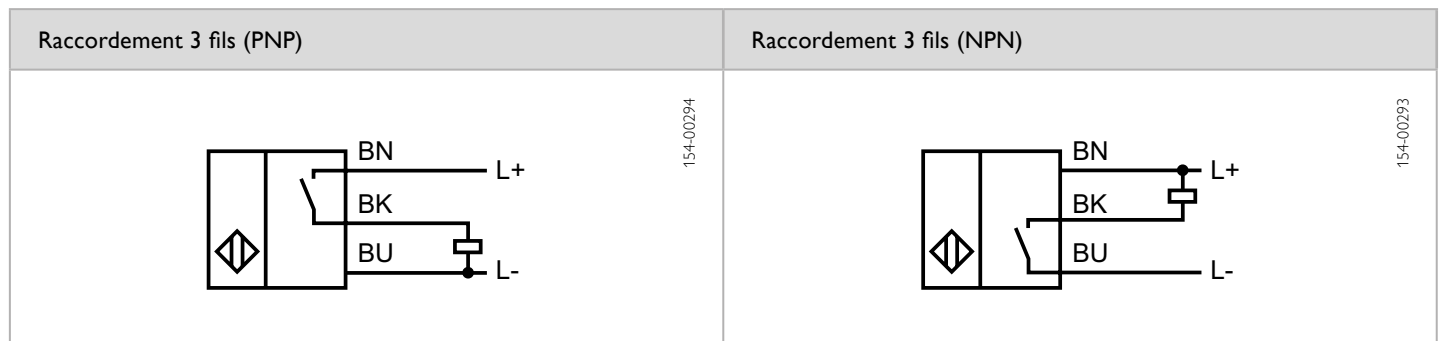 Raccordement 3 fils (PNP)
Raccordement 3 fils (NPN)
154-00294
BN
L+
BK
BU
L-
154-00293
BN
L+
BK
BU
L-